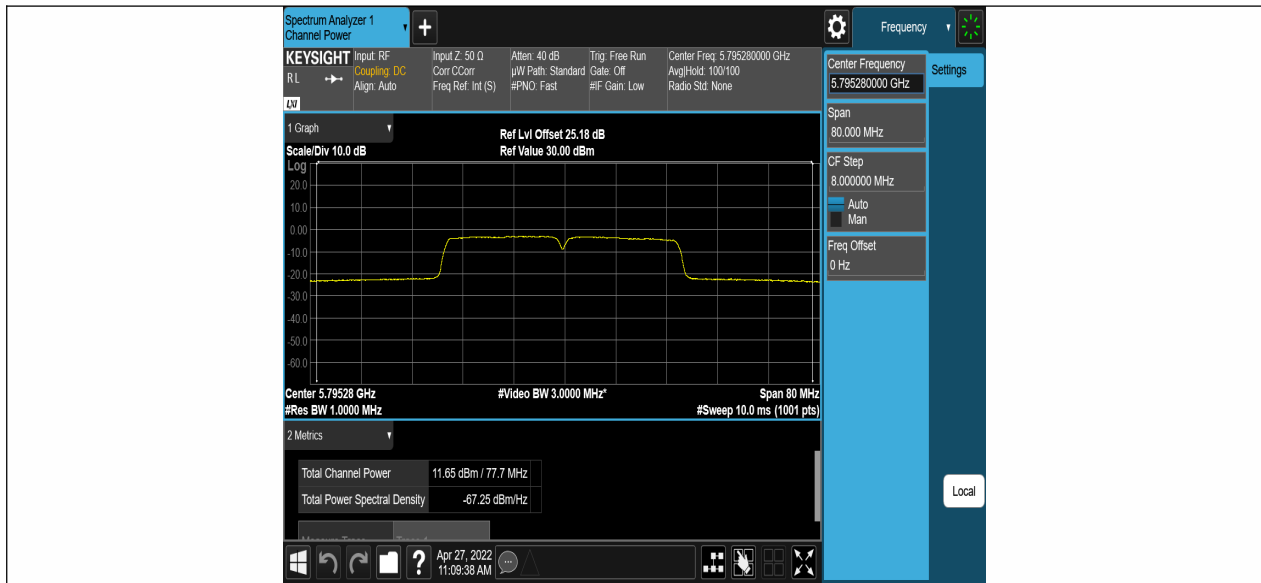 Spectrum Analyzer 1
Channel Power
+
Frequency
KEYSIGHT
RL
LXI
Input: RF
Coupling: DC
Align: Auto
Input Z: 50 Ω
Corr CCorr
Freq Ref: Int (S)
Atten: 40 dB
µW Path: Standard
#PNO: Fast
Trig: Free Run
Gate: Off
#IF Gain: Low
Center Freq: 5.795280000 GHz
Avg|Hold: 100/100
Radio Std: None
Center Frequency
5.795280000 GHz
Settings
Span
80.000 MHz
CF Step
8.000000 MHz
Auto
Man
Freq Offset
0 Hz
Local
1 Graph
Scale/Div 10.0 dB
Ref Lvl Offset 25.18 dB
Ref Value 30.00 dBm
Log
20.0
10.0
0.00
-10.0
-20.0
-30.0
-40.0
-50.0
-60.0
Center 5.79528 GHz
#Video BW 3.0000 MHz*
Span 80 MHz
#Res BW 1.0000 MHz
#Sweep 10.0 ms (1001 pts)
2 Metrics
Total Channel Power 11.65 dBm / 77.7 MHz
Total Power Spectral Density -67.25 dBm/Hz
?
Apr 27, 2022
11:09:38 AM